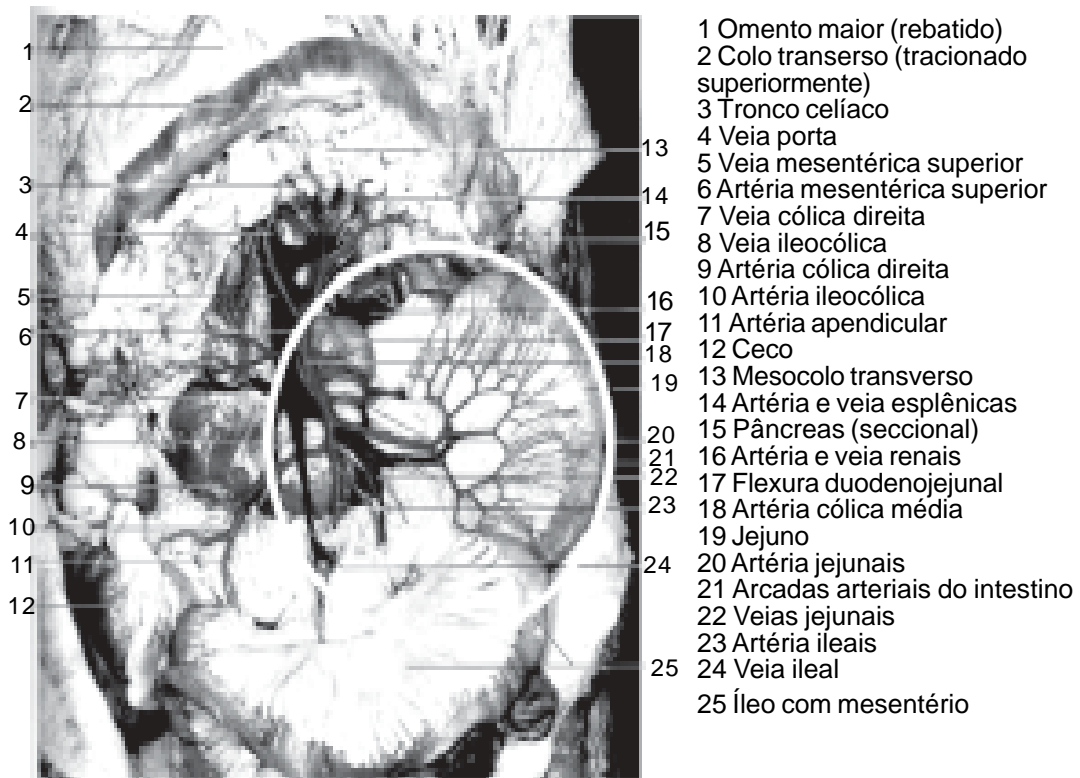 1
2
3
4
5
6
7
8
9
10
11
12
13
14
15
16
17
18
19
20
21
22
23
24
25
1 Omento maior (rebatido)
2 Colo transerso (tracionado
superiormente)
3 Tronco celíaco
4 Veia porta
5 Veia mesentérica superior
6 Artéria mesentérica superior
7 Veia cólica direita
8 Veia ileocólica
9 Artéria cólica direita
10 Artéria ileocólica
11 Artéria apendicular
12 Ceco
13 Mesocolo transverso
14 Artéria e veia esplênicas
15 Pâncreas (seccional)
16 Artéria e veia renais
17 Flexura duodenojejunal
18 Artéria cólica média
19 Jejuno
20 Artéria jejunais
21 Arcadas arteriais do intestino
22 Veias jejunais
23 Artéria ileais
24 Veia ileal
25 Íleo com mesentério